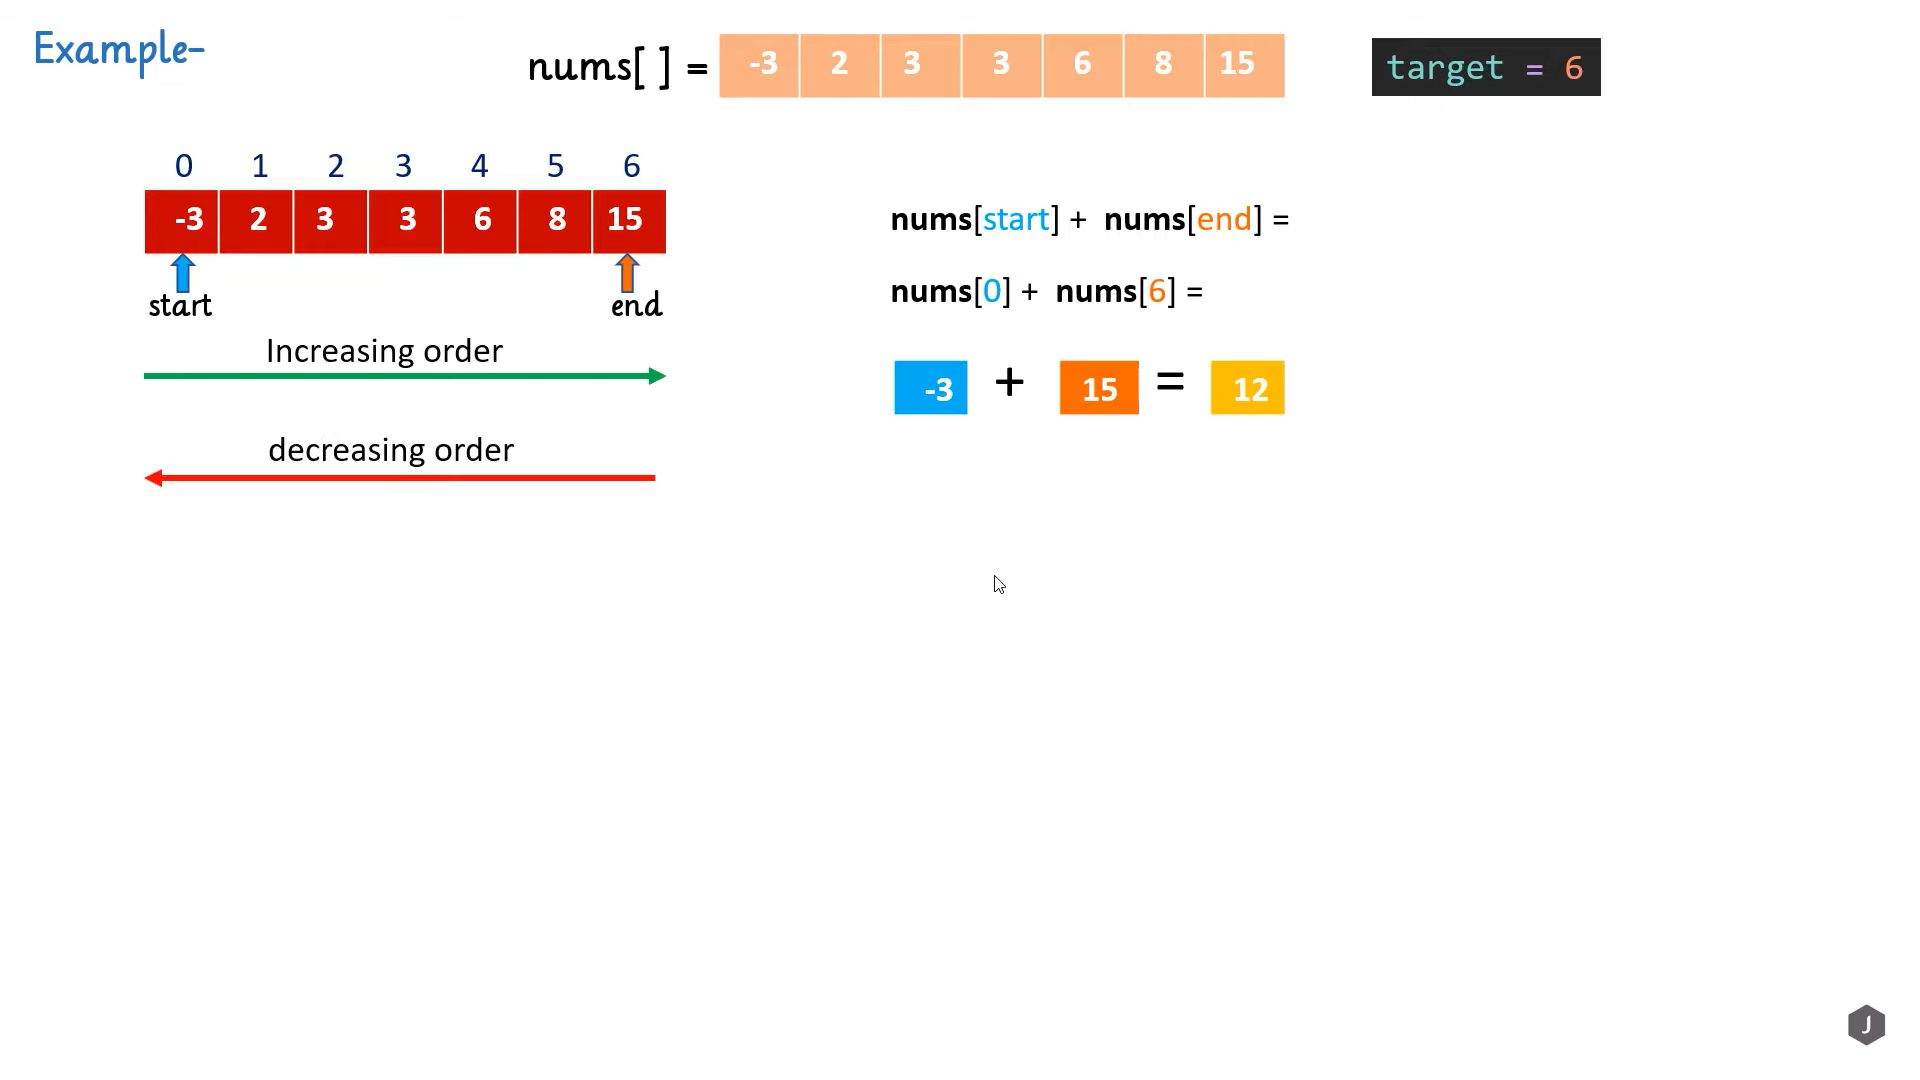 Example-
nums[ ] = -3 2 3 3 6 8 15
target = 6
0 1 2 3 4 5 6
-3 2 3 3 6 8 15
start end
Increasing order
decreasing order
nums[start] + nums[end] =
nums[0] + nums[6] =
-3 + 15 = 12
J